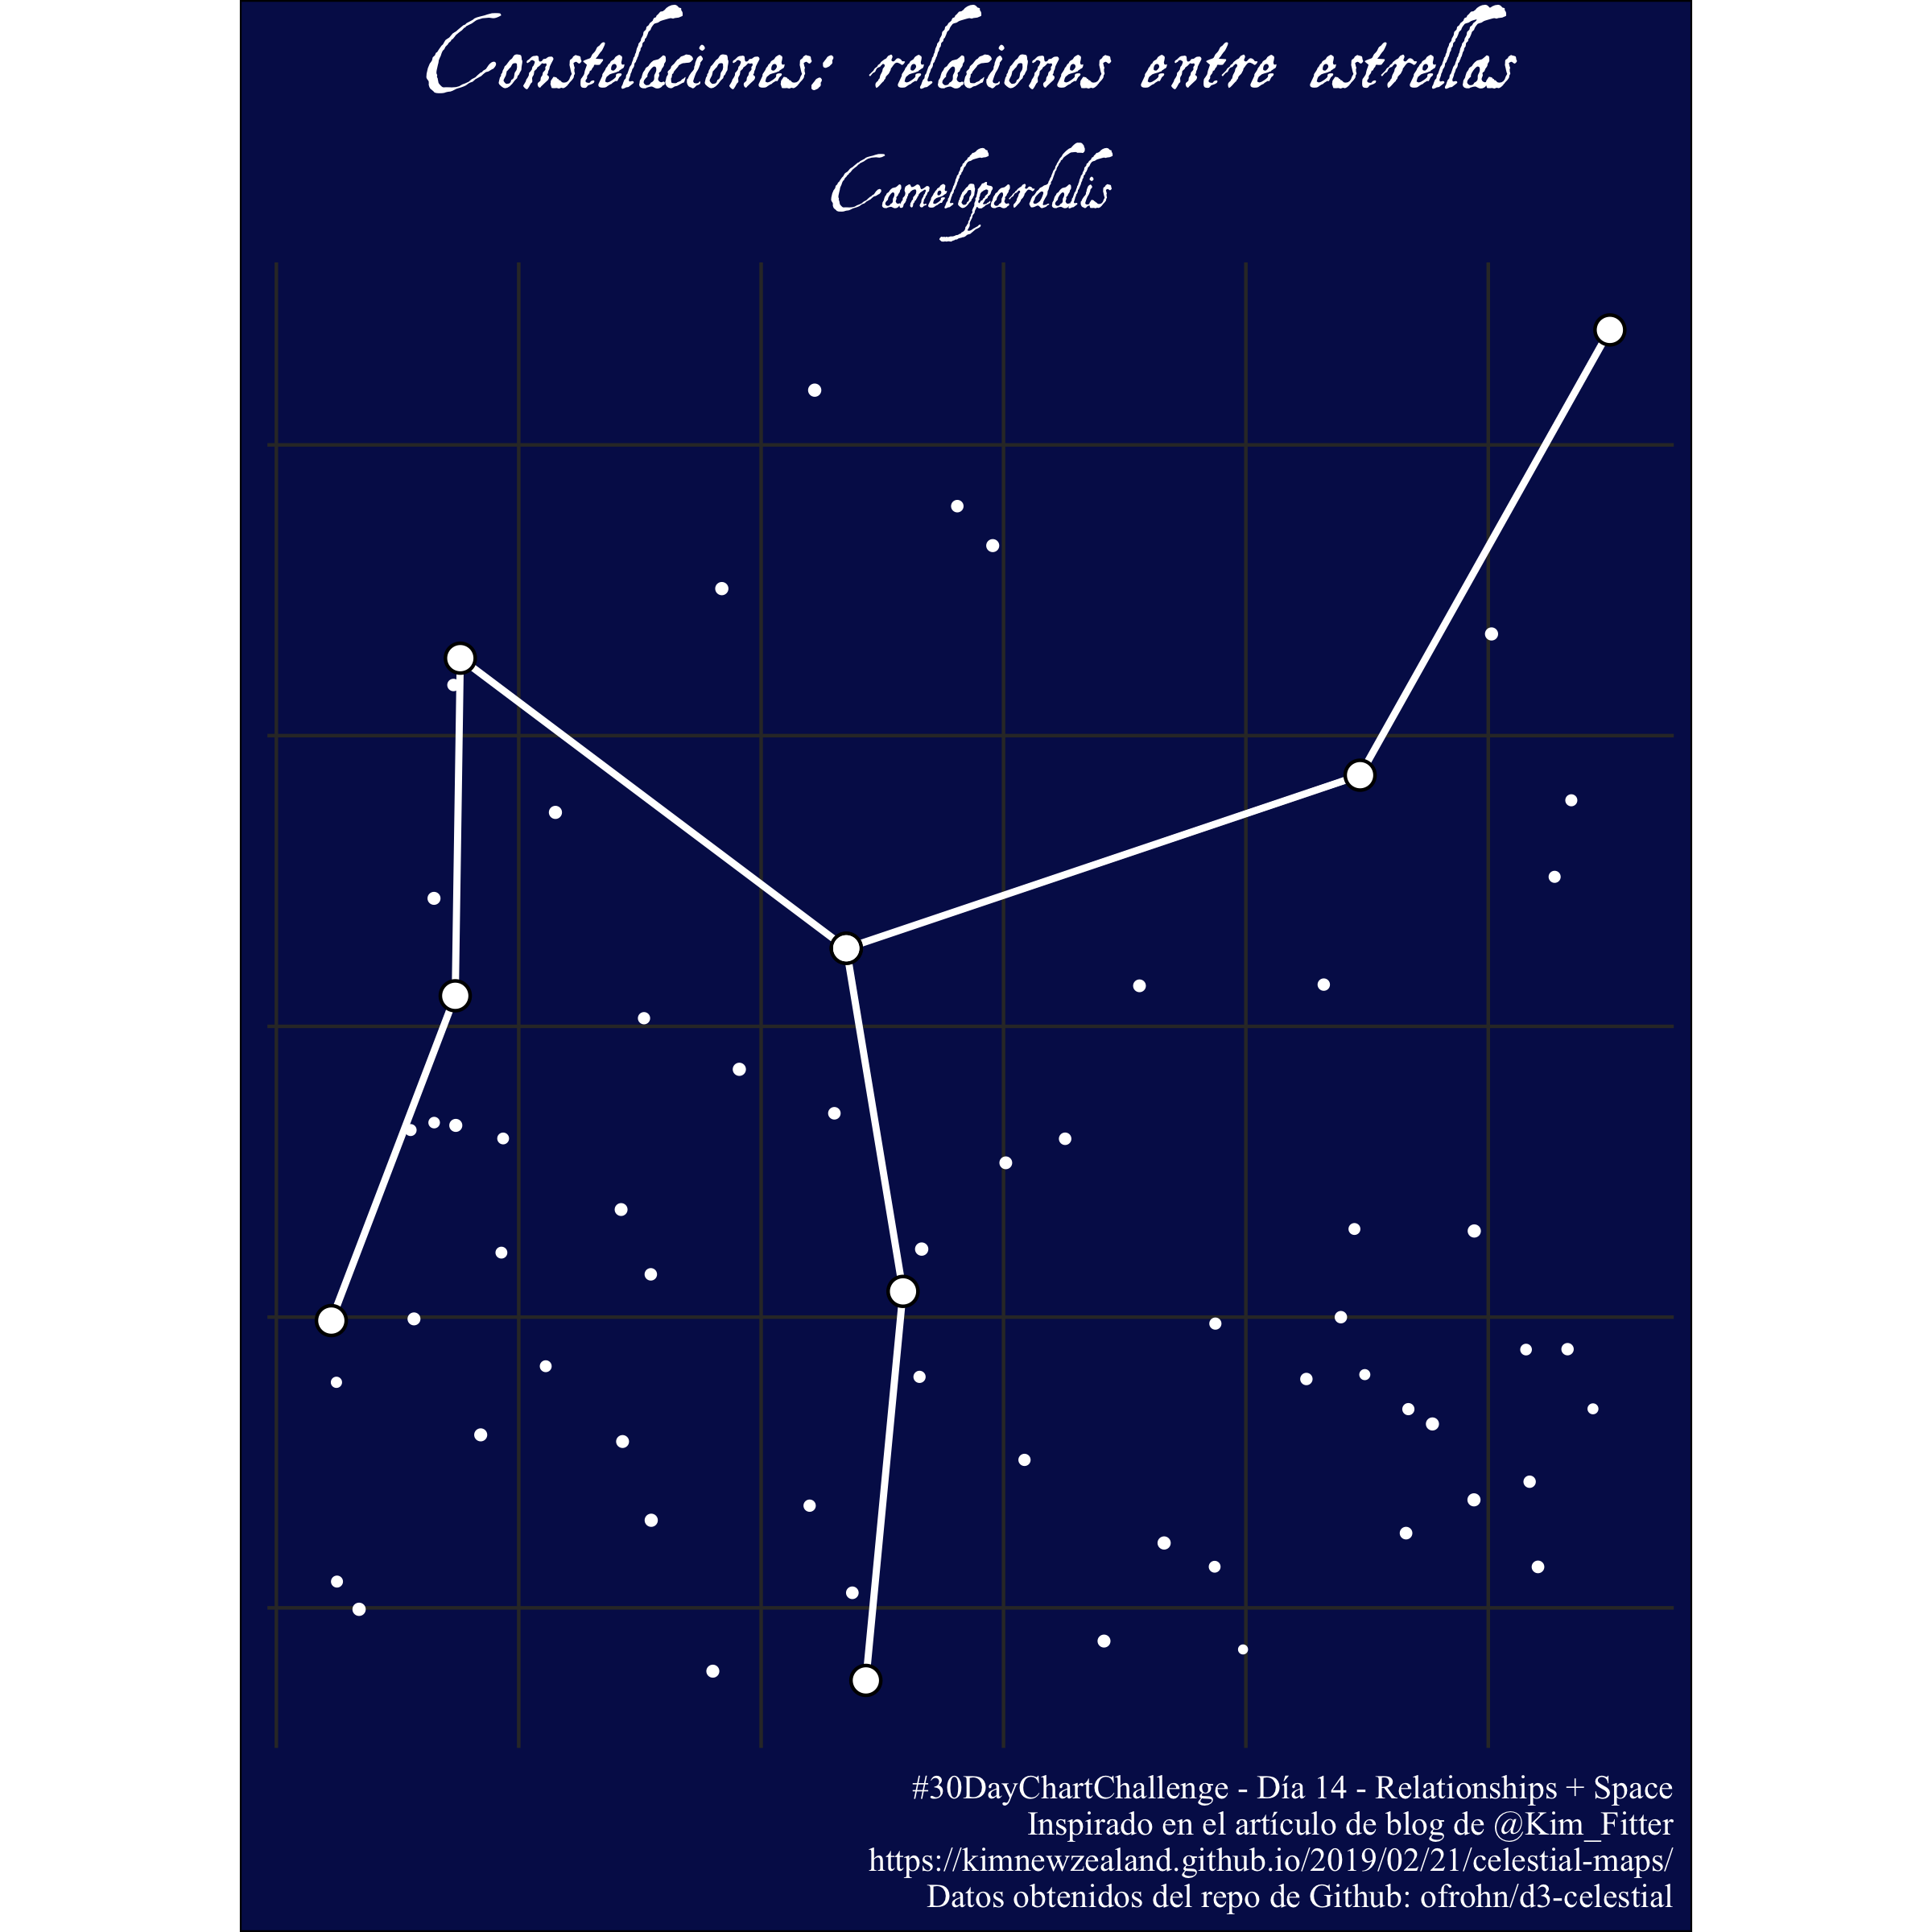 Constelaciones: relaciones entre estrellas
Camelopardalis
#30DayChartChallenge - Día 14 - Relationships + Space
Inspirado en el artículo de blog de @Kim_Fitter
https://kimnewzealand.github.io/2019/02/21/celestial-maps/
Datos obtenidos del repo de Github: ofrohn/d3-celestial